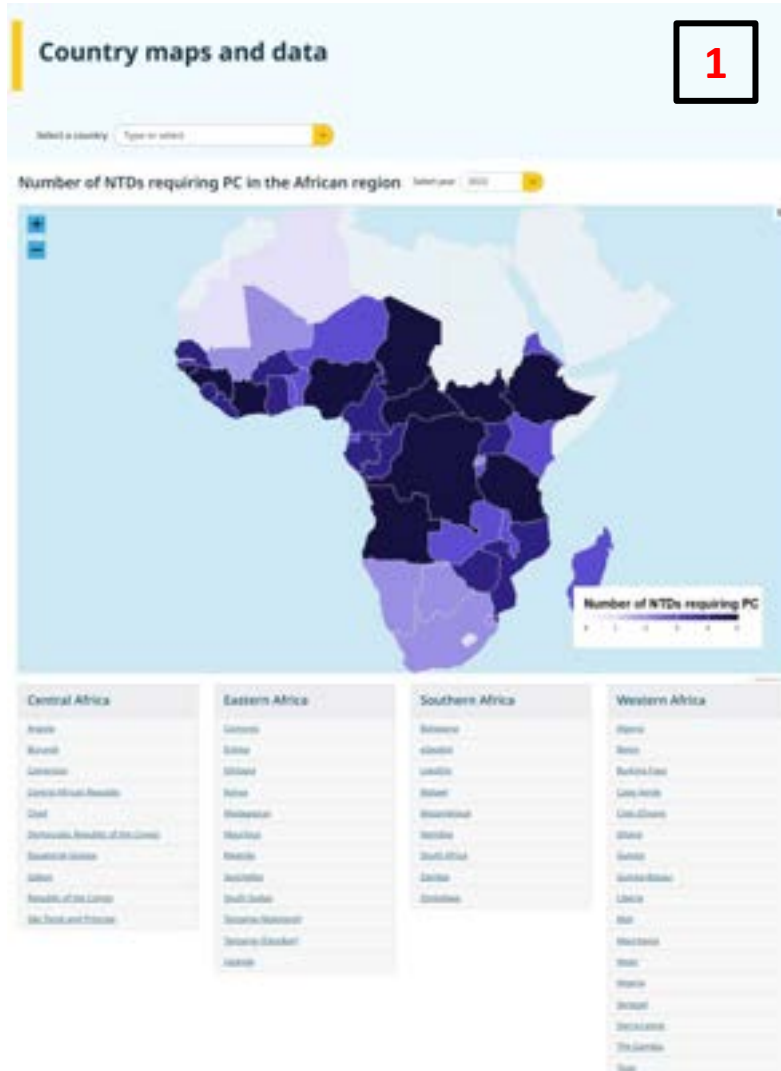 Country maps and data
1
Select a country
Type or select
Number of NTDs requiring PC in the African region
Select year
2022
+
−
Number of NTDs requiring PC
Central Africa
Angola
Burundi
Cameroon
Central African Republic
Chad
Democratic Republic of the Congo
Equatorial Guinea
Gabon
Republic of the Congo
São Tomé and Príncipe
Eastern Africa
Comoros
Eritrea
Ethiopia
Kenya
Madagascar
Mauritius
Rwanda
Seychelles
South Sudan
Tanzania (Mainland)
Tanzania (Zanzibar)
Uganda
Southern Africa
Botswana
eSwatini
Lesotho
Malawi
Mozambique
Namibia
South Africa
Zambia
Zimbabwe
Western Africa
Algeria
Benin
Burkina Faso
Cabo Verde
Côte d'Ivoire
Ghana
Guinea
Guinea-Bissau
Liberia
Mali
Mauritania
Niger
Nigeria
Senegal
Sierra Leone
The Gambia
Togo